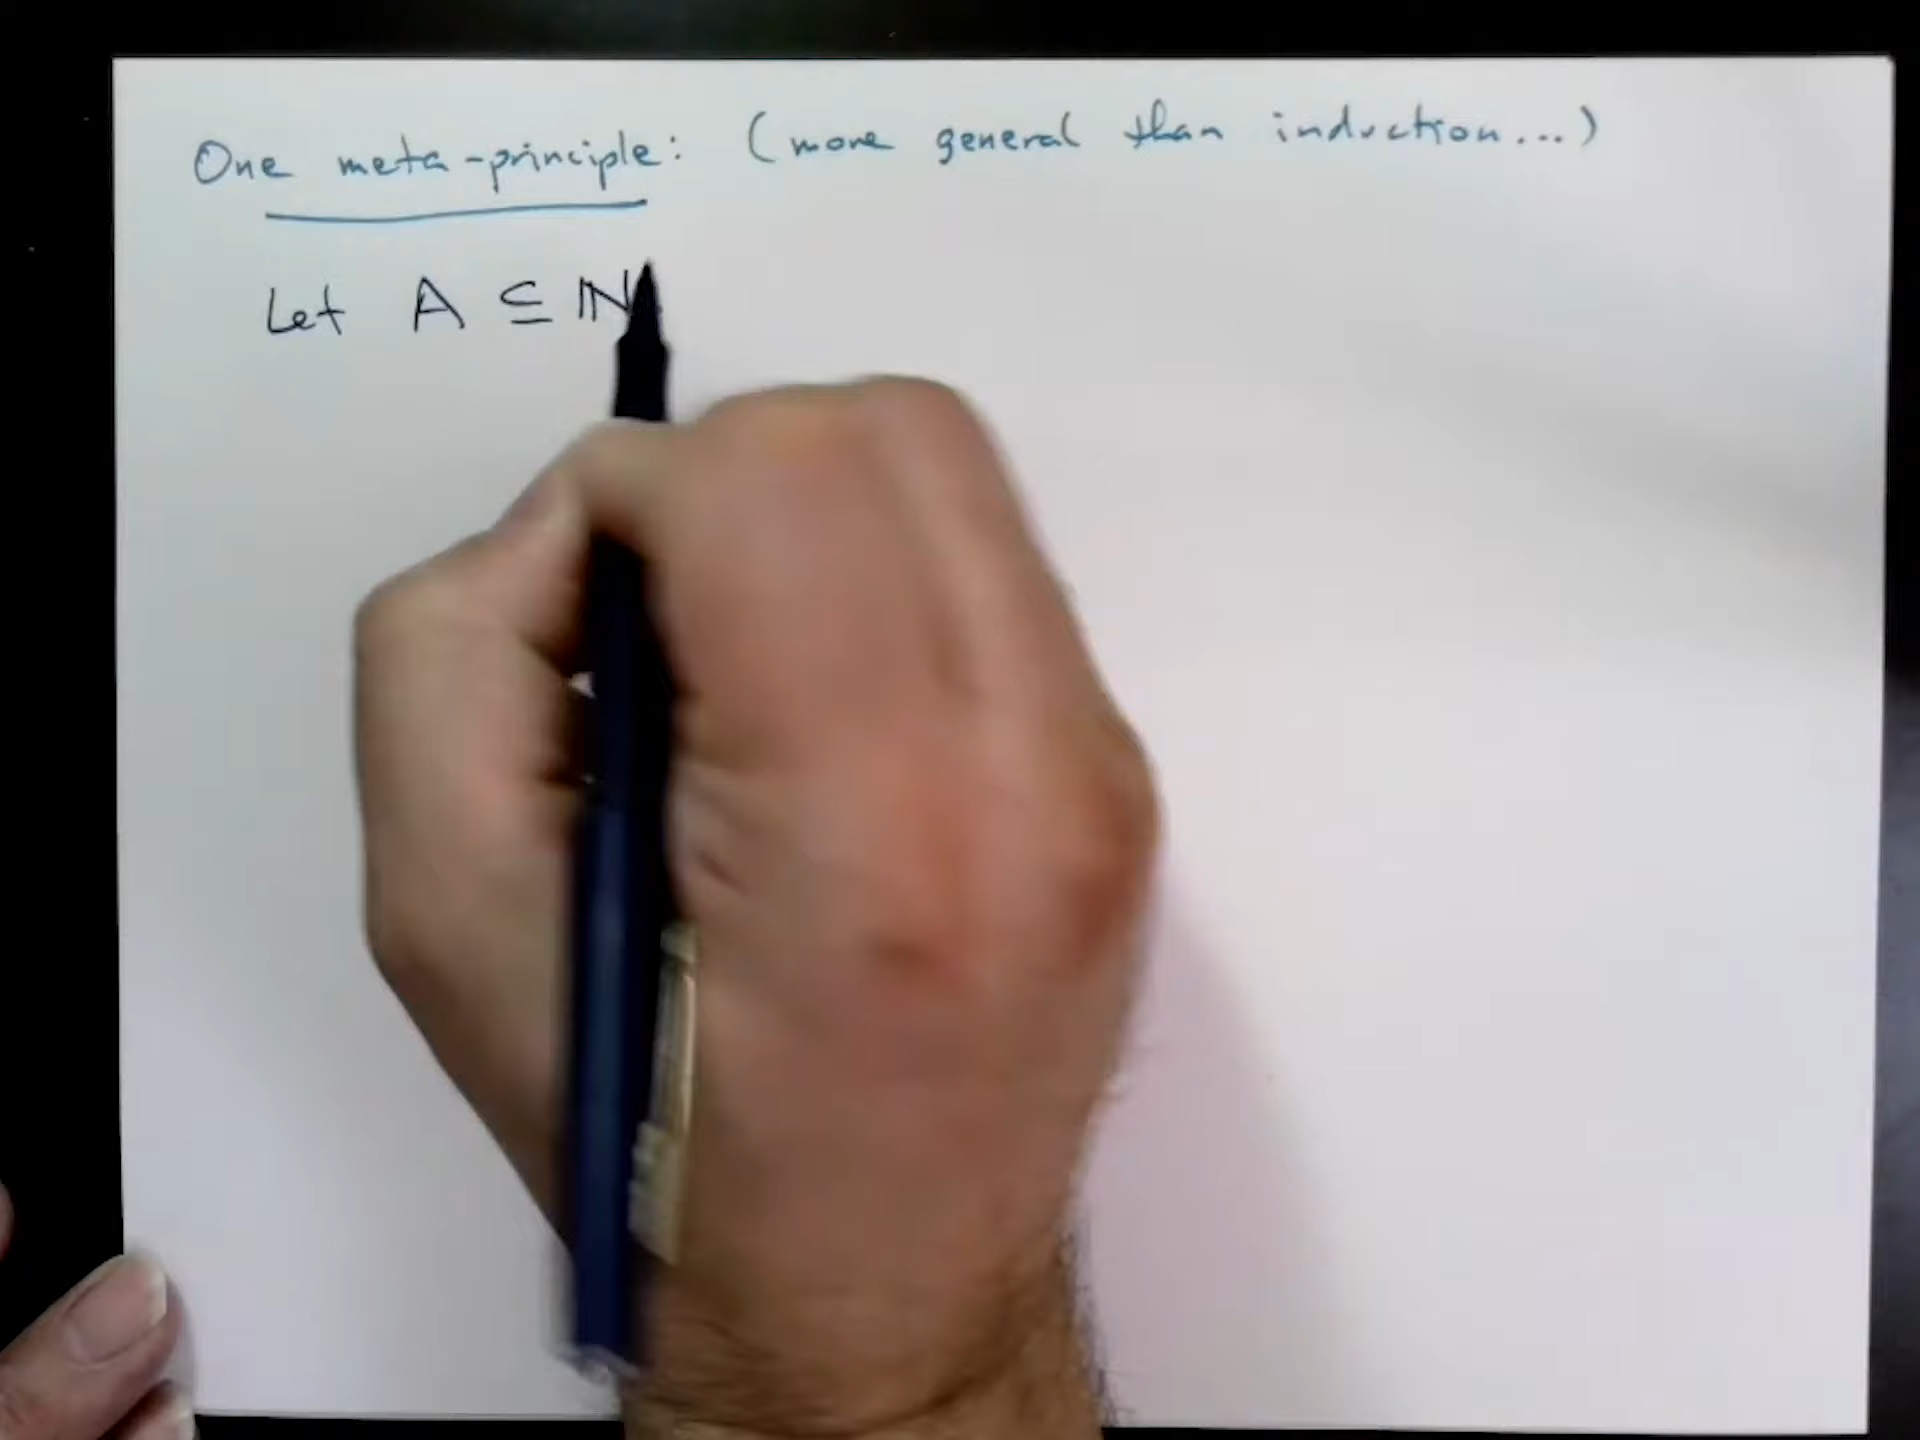 One meta-principle: (more general than induction...)
Let A ⊆ ℕ